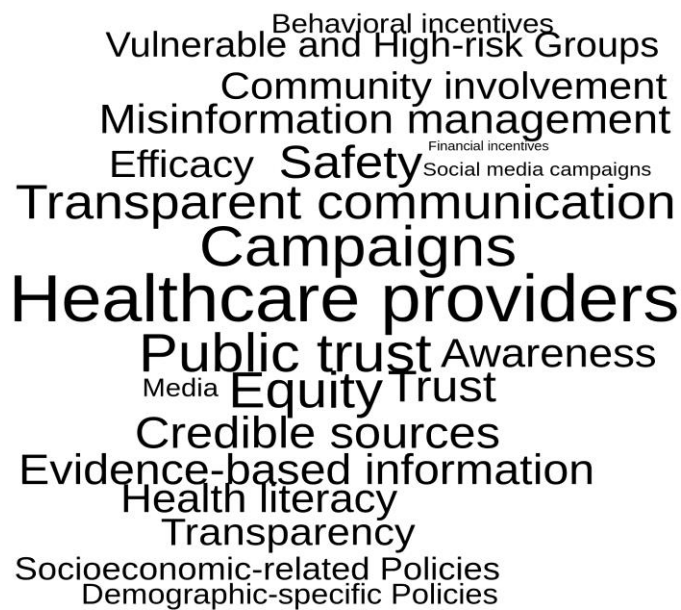 Behavioral incentives
Vulnerable and High-risk Groups
Community involvement
Misinformation management
Financial incentives
Efficacy Safety Social media campaigns
Transparent communication
Campaigns
Healthcare providers
Public trust Awareness
Media Equity Trust
Credible sources
Evidence-based information
Health literacy
Transparency
Socioeconomic-related Policies
Demographic-specific Policies